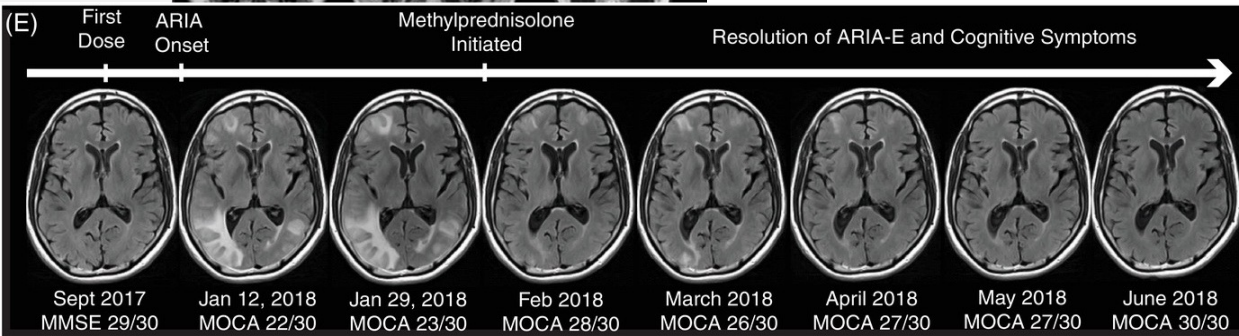 (E)
First
Dose
ARIA
Onset
Methylprednisolone
Initiated
Resolution of ARIA-E and Cognitive Symptoms
Sept 2017
MMSE 29/30
Jan 12, 2018
MOCA 22/30
Jan 29, 2018
MOCA 23/30
Feb 2018
MOCA 28/30
March 2018
MOCA 26/30
April 2018
MOCA 27/30
May 2018
MOCA 27/30
June 2018
MOCA 30/30